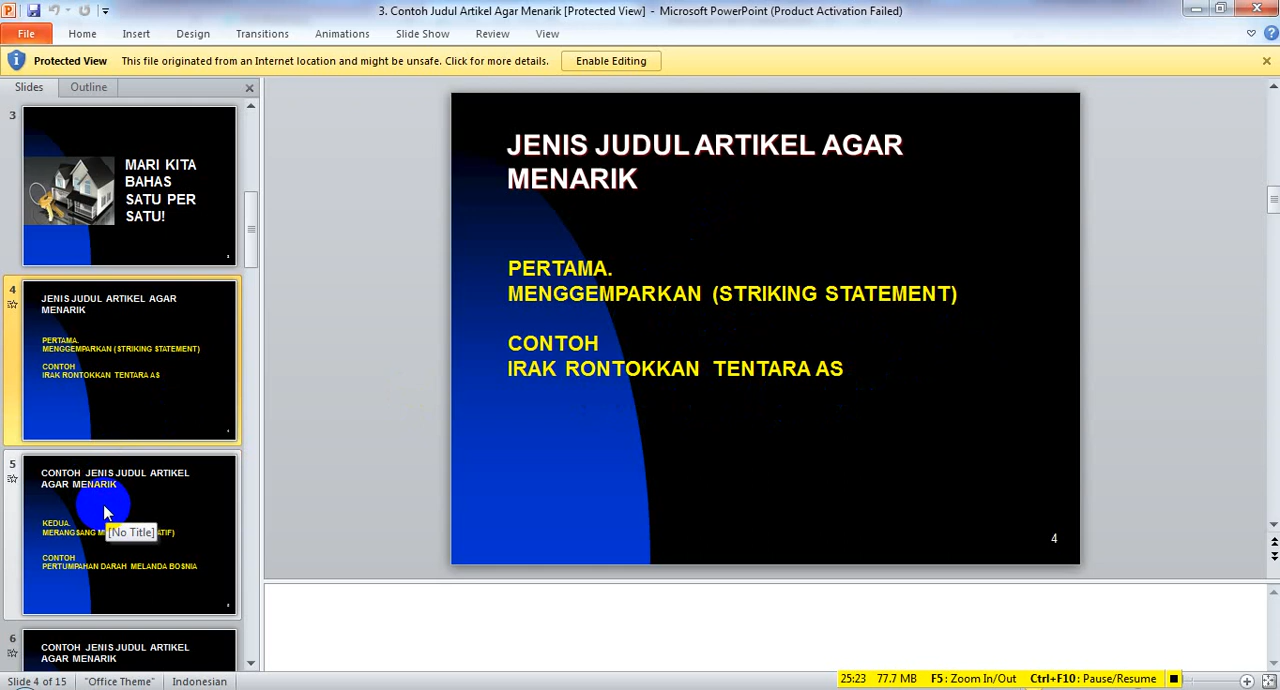 3. Contoh Judul Artikel Agar Menarik [Protected View] - Microsoft PowerPoint (Product Activation Failed)
File Home Insert Design Transitions Animations Slide Show Review View
Protected View This file originated from an Internet location and might be unsafe. Click for more details. Enable Editing
Slides Outline
3
MARI KITA
BAHAS
SATU PER
SATU!
4
JENIS JUDUL ARTIKEL AGAR
MENARIK
PERTAMA.
MENGGEMPARKAN (STRIKING STATEMENT)
CONTOH
IRAK RONTOKKAN TENTARA AS
5
CONTOH JENIS JUDUL ARTIKEL
AGAR MENARIK
KEDUA.
MERANGSANG
[No Title]
CONTOH
PERTUMPAHAN DARAH MELANDA BOSNIA
6
CONTOH JENIS JUDUL ARTIKEL
AGAR MENARIK
JENIS JUDUL ARTIKEL AGAR
MENARIK
PERTAMA.
MENGGEMPARKAN (STRIKING STATEMENT)
CONTOH
IRAK RONTOKKAN TENTARA AS
4
Slide 4 of 15 "Office Theme" Indonesian
25:23 77.7 MB F5: Zoom In/Out Ctrl+F10: Pause/Resume